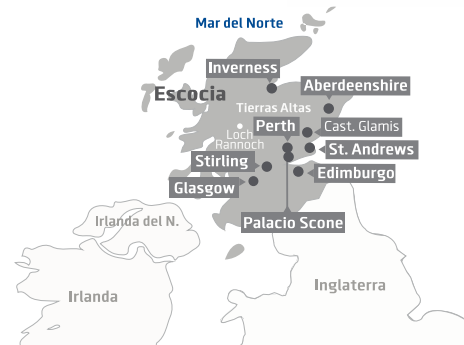 Mar del Norte
Inverness
Escocia
Aberdeenshire
Tierras Altas
Perth
Cast. Glamis
Loch
Rannoch
St. Andrews
Stirling
Edimburgo
Glasgow
Palacio Scone
Irlanda del N.
Inglaterra
Irlanda